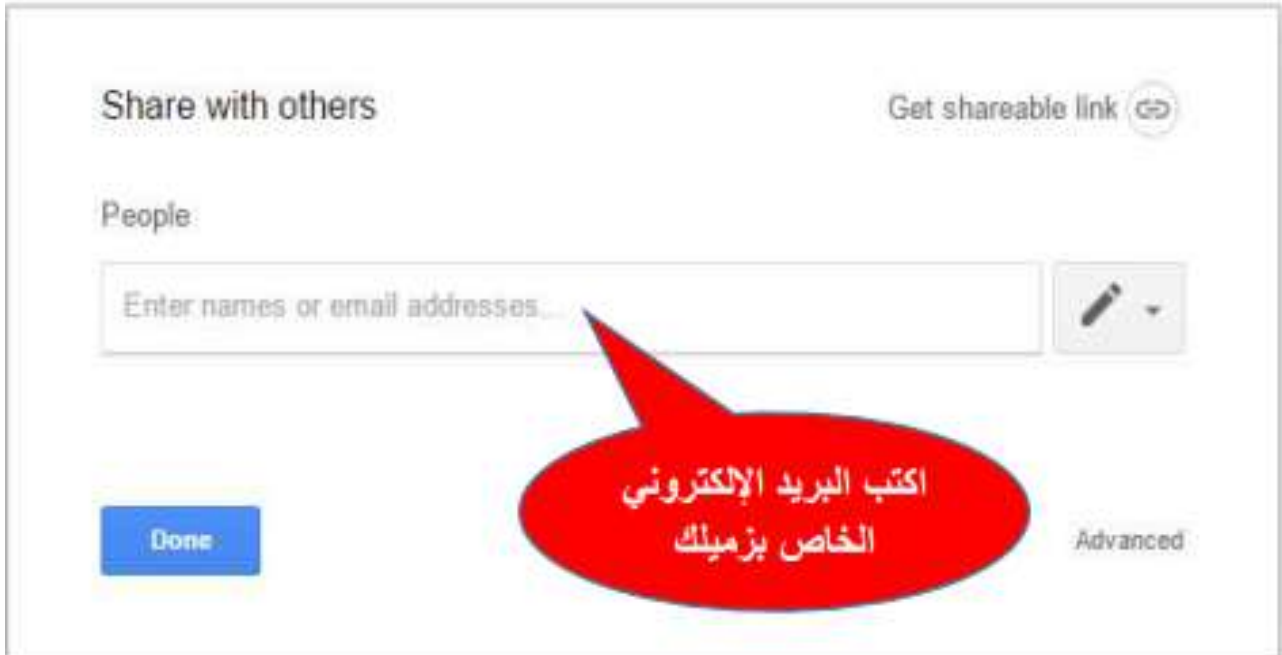 Share with others
Get shareable link
People
Enter names or email addresses...
اكتب البريد الإلكتروني
الخاص بزميلك
Done
Advanced